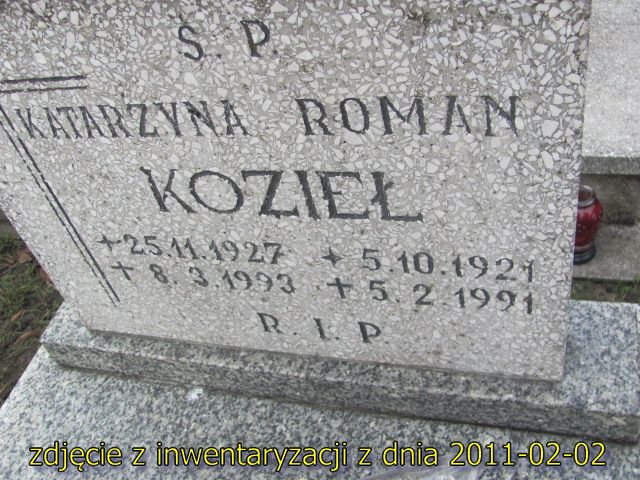 S. P.
KATARZYNA ROMAN
KOZIEŁ
+25.11.1927 +5.10.1921
+8.3.1993 +5.2.1991
R. I. P.
zdjęcie z inwentaryzacji z dnia 2011-02-02